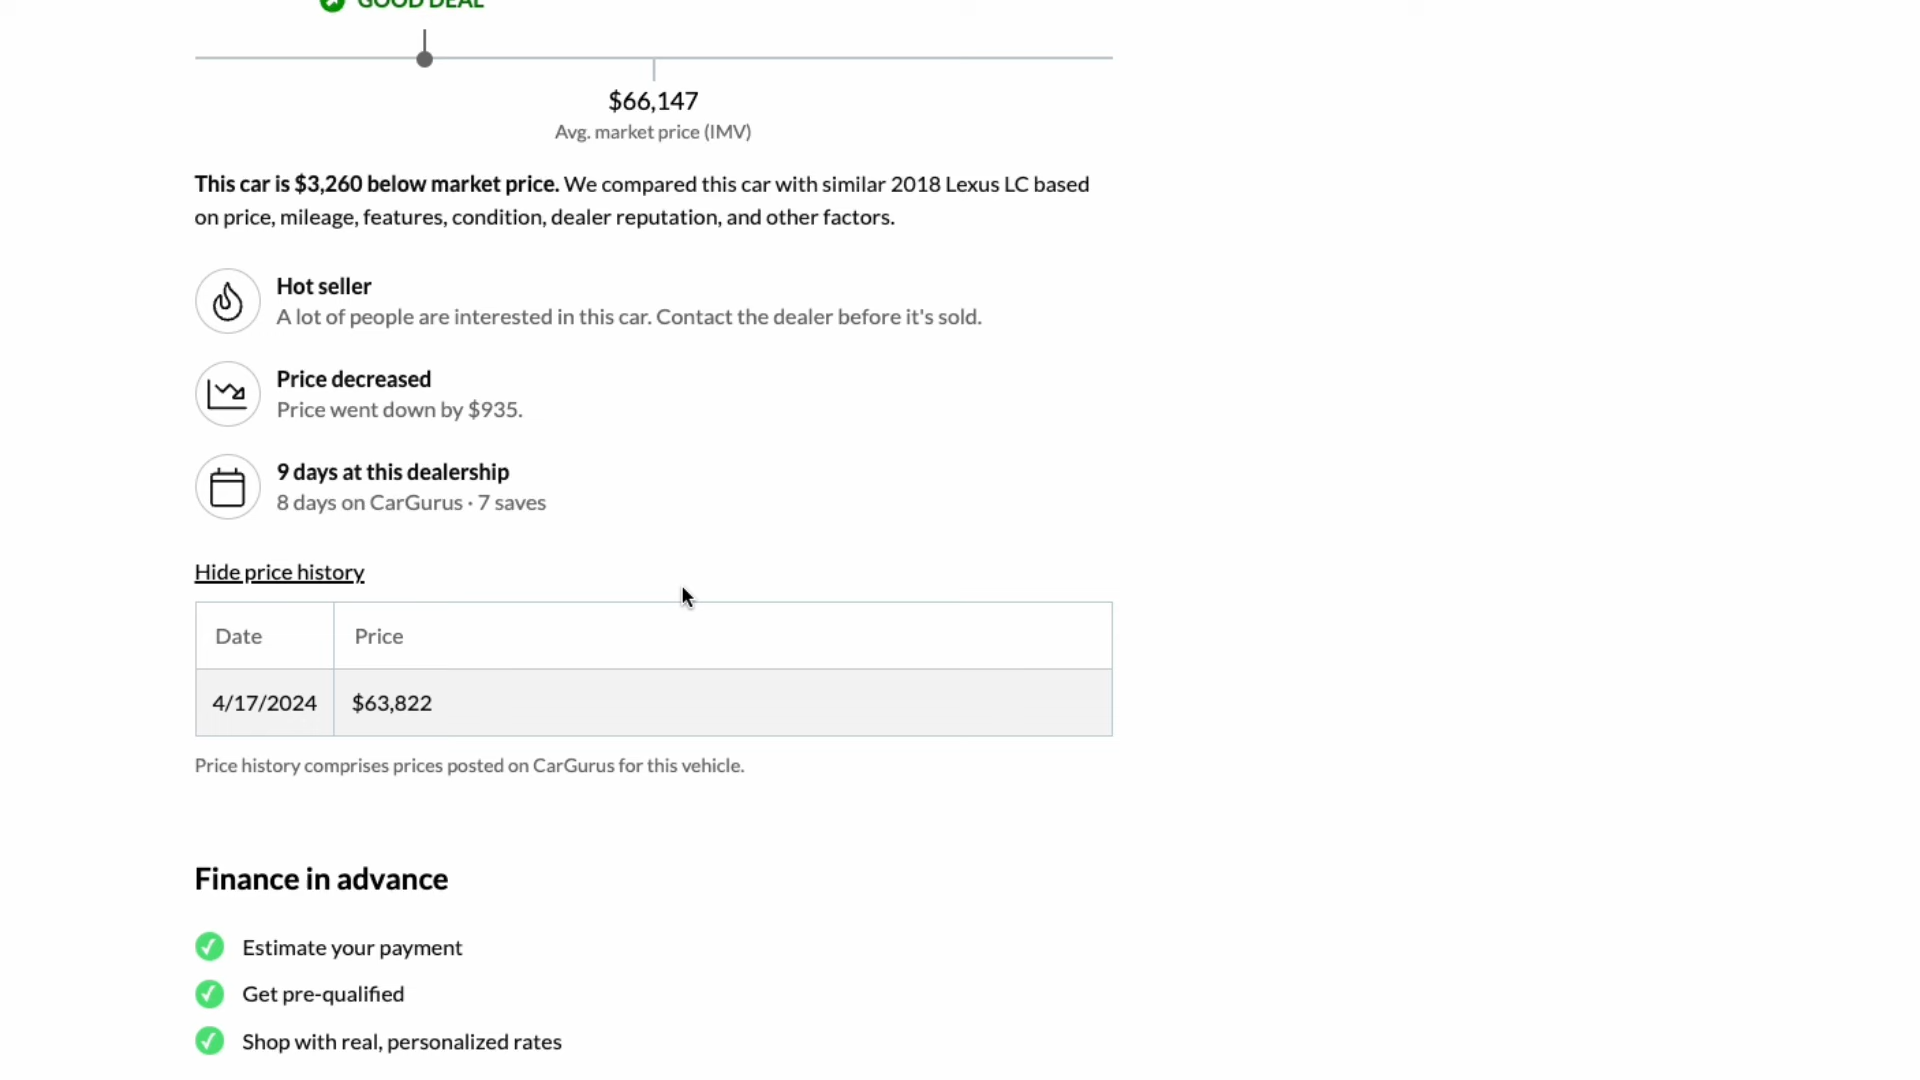 GOOD DEAL
$66,147
Avg. market price (IMV)
This car is $3,260 below market price. We compared this car with similar 2018 Lexus LC based
on price, mileage, features, condition, dealer reputation, and other factors.
Hot seller
A lot of people are interested in this car. Contact the dealer before it's sold.
Price decreased
Price went down by $935.
9 days at this dealership
8 days on CarGurus · 7 saves
Hide price history
Date Price
4/17/2024 $63,822
Price history comprises prices posted on CarGurus for this vehicle.
Finance in advance
Estimate your payment
Get pre-qualified
Shop with real, personalized rates